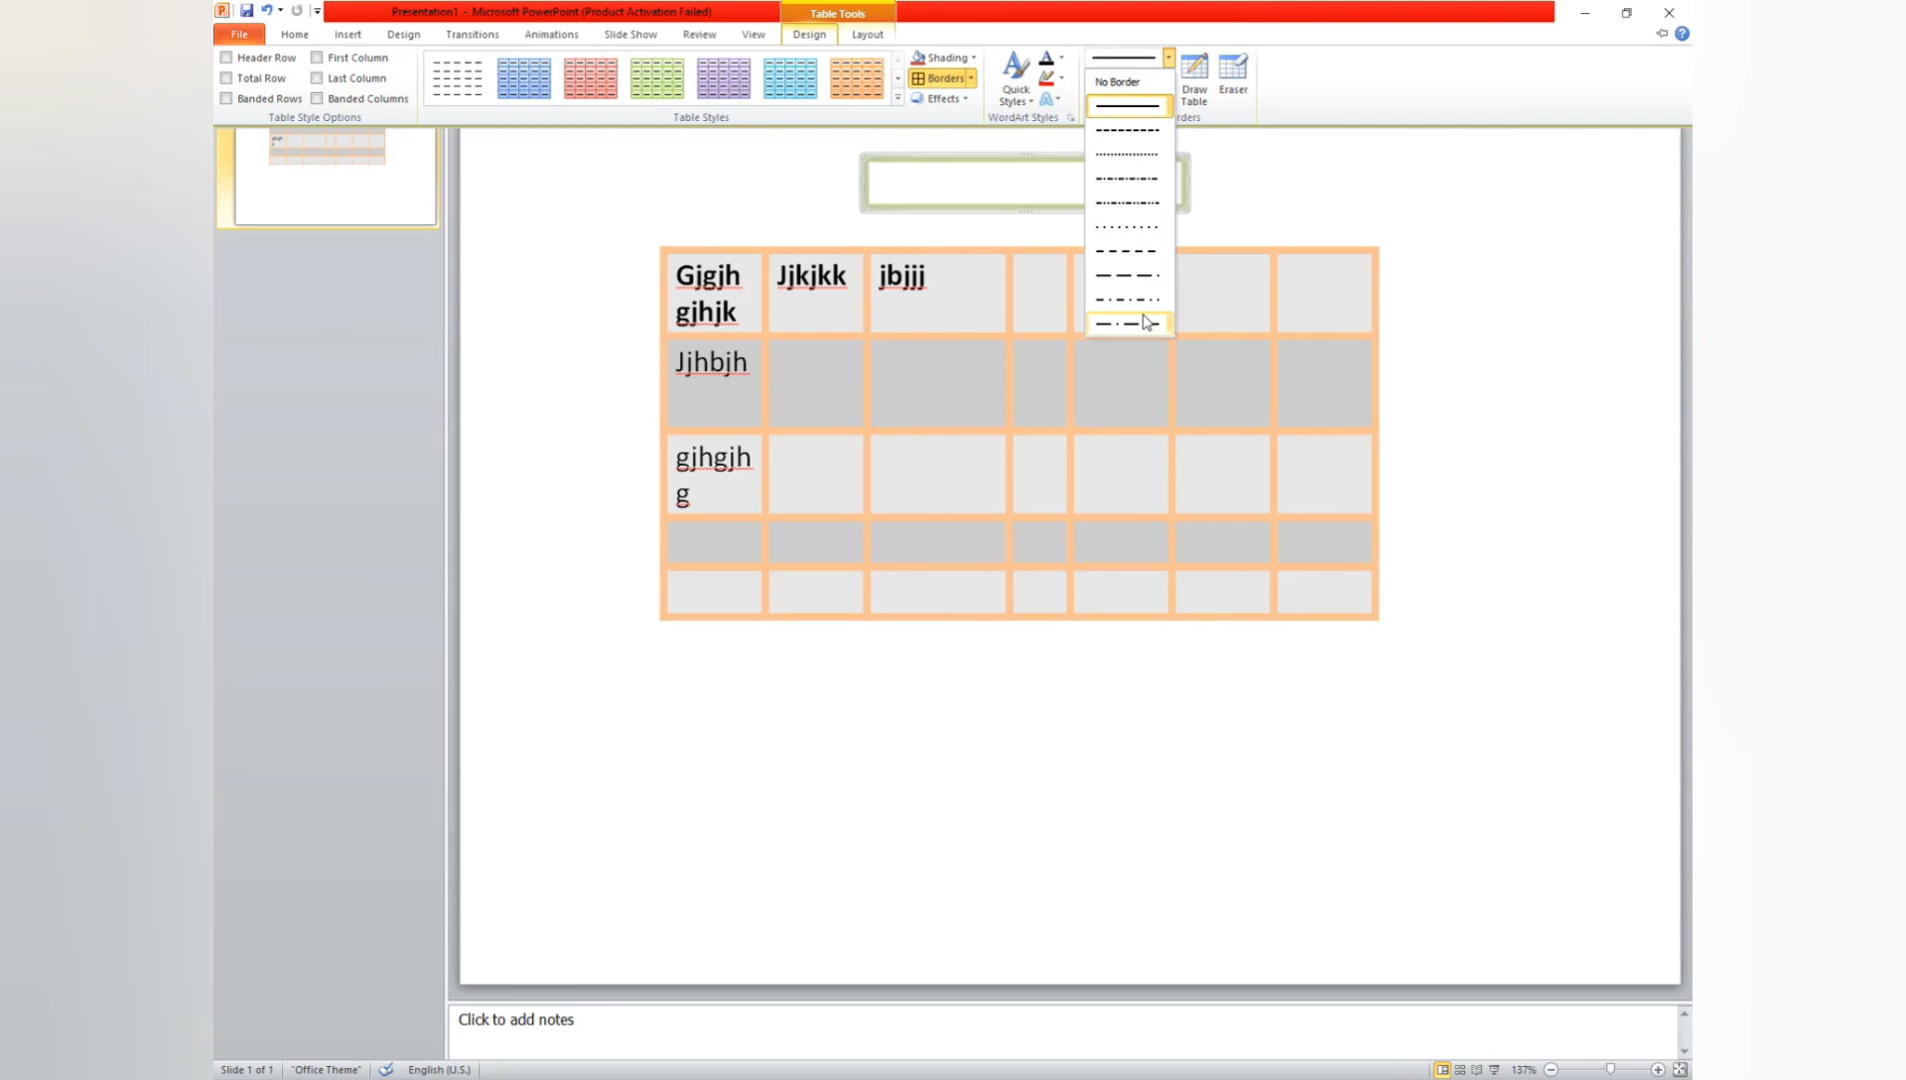 Presentation1 - Microsoft PowerPoint (Product Activation Failed)
Table Tools
File Home Insert Design Transitions Animations Slide Show Review View Design Layout
Header Row First Column
Total Row Last Column
Banded Rows Banded Columns
Table Style Options
Table Styles
Shading
Borders
Effects
Quick
Styles
WordArt Styles
No Border
Draw
Table
Eraser
rders
Gjgjh
gjhjk
Jjkjkk
jbjjj
Jjhbjh
gjhgjh
g
Click to add notes
Slide 1 of 1 "Office Theme" English (U.S.) 137%